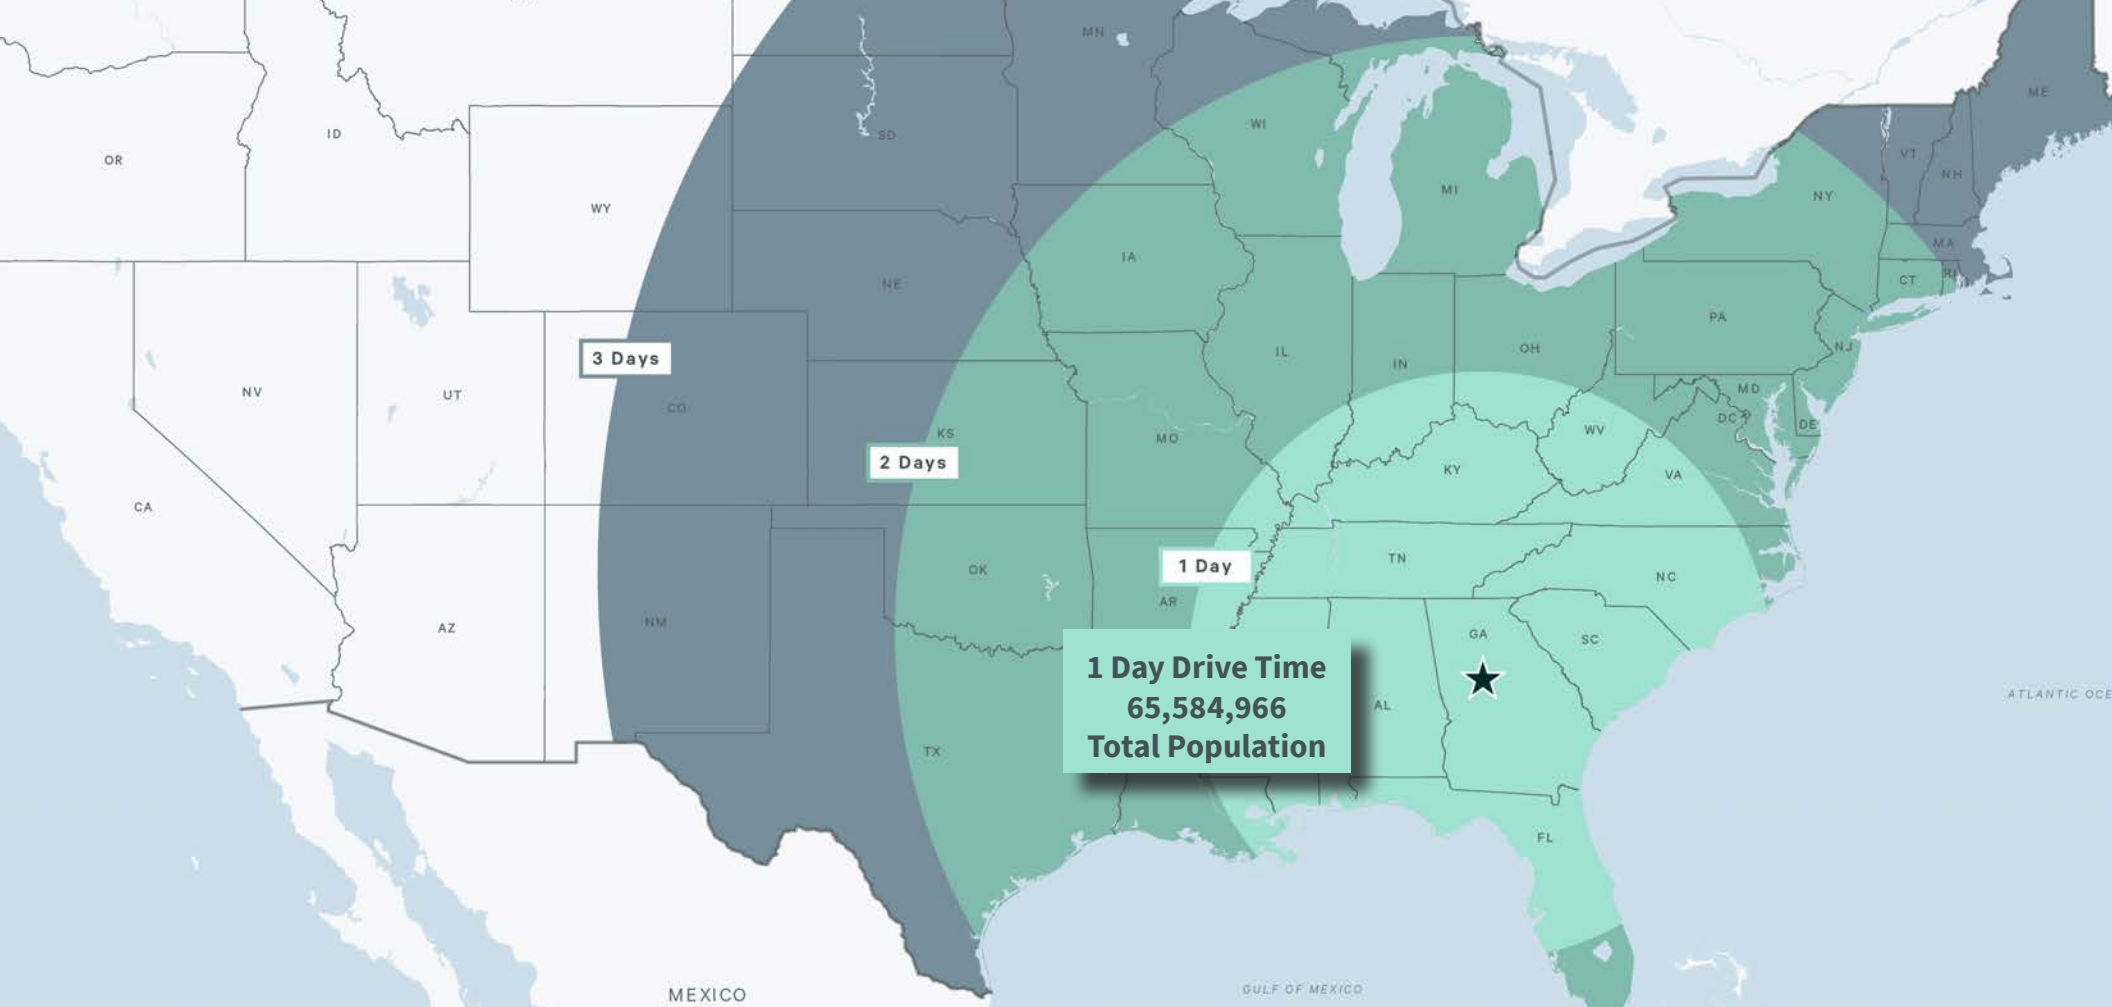 MN
ME
WI
ID
SD
OR
VT
NH
MI
NY
WY
MA
IA
RI
CT
NE
PA
NJ
IL
OH
3 Days
IN
NV
UT
MD
CO
DC
DE
WV
KS
MO
2 Days
KY
VA
CA
TN
1 Day
OK
NC
AR
NM
AZ
GA
SC
1 Day Drive Time
65,584,966
Total Population
ATLANTIC OCE
AL
TX
FL
GULF OF MEXICO
MEXICO